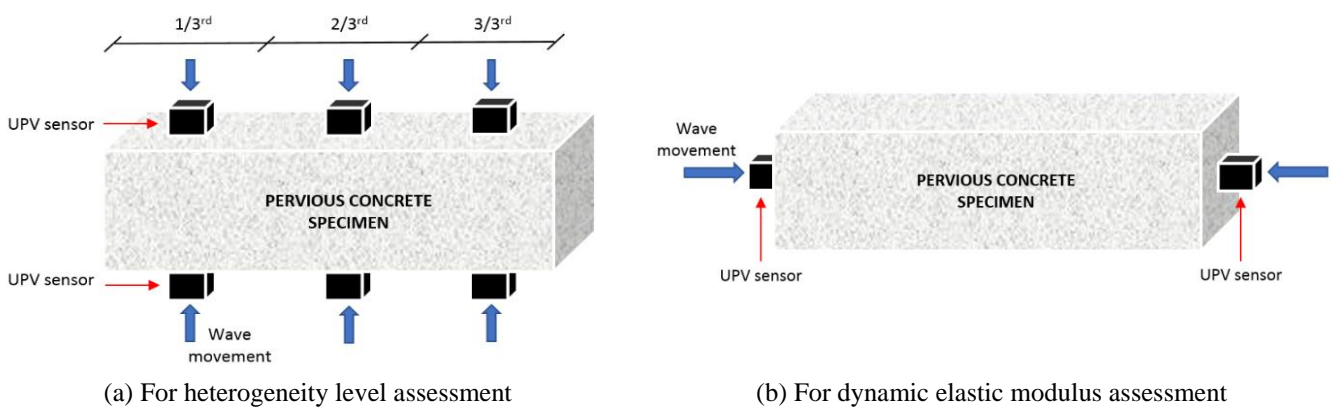 1/3rd 2/3rd 3/3rd
UPV sensor
PERVIOUS CONCRETE
SPECIMEN
UPV sensor
Wave
movement
(a) For heterogeneity level assessment
Wave
movement
PERVIOUS CONCRETE
SPECIMEN
UPV sensor
UPV sensor
(b) For dynamic elastic modulus assessment